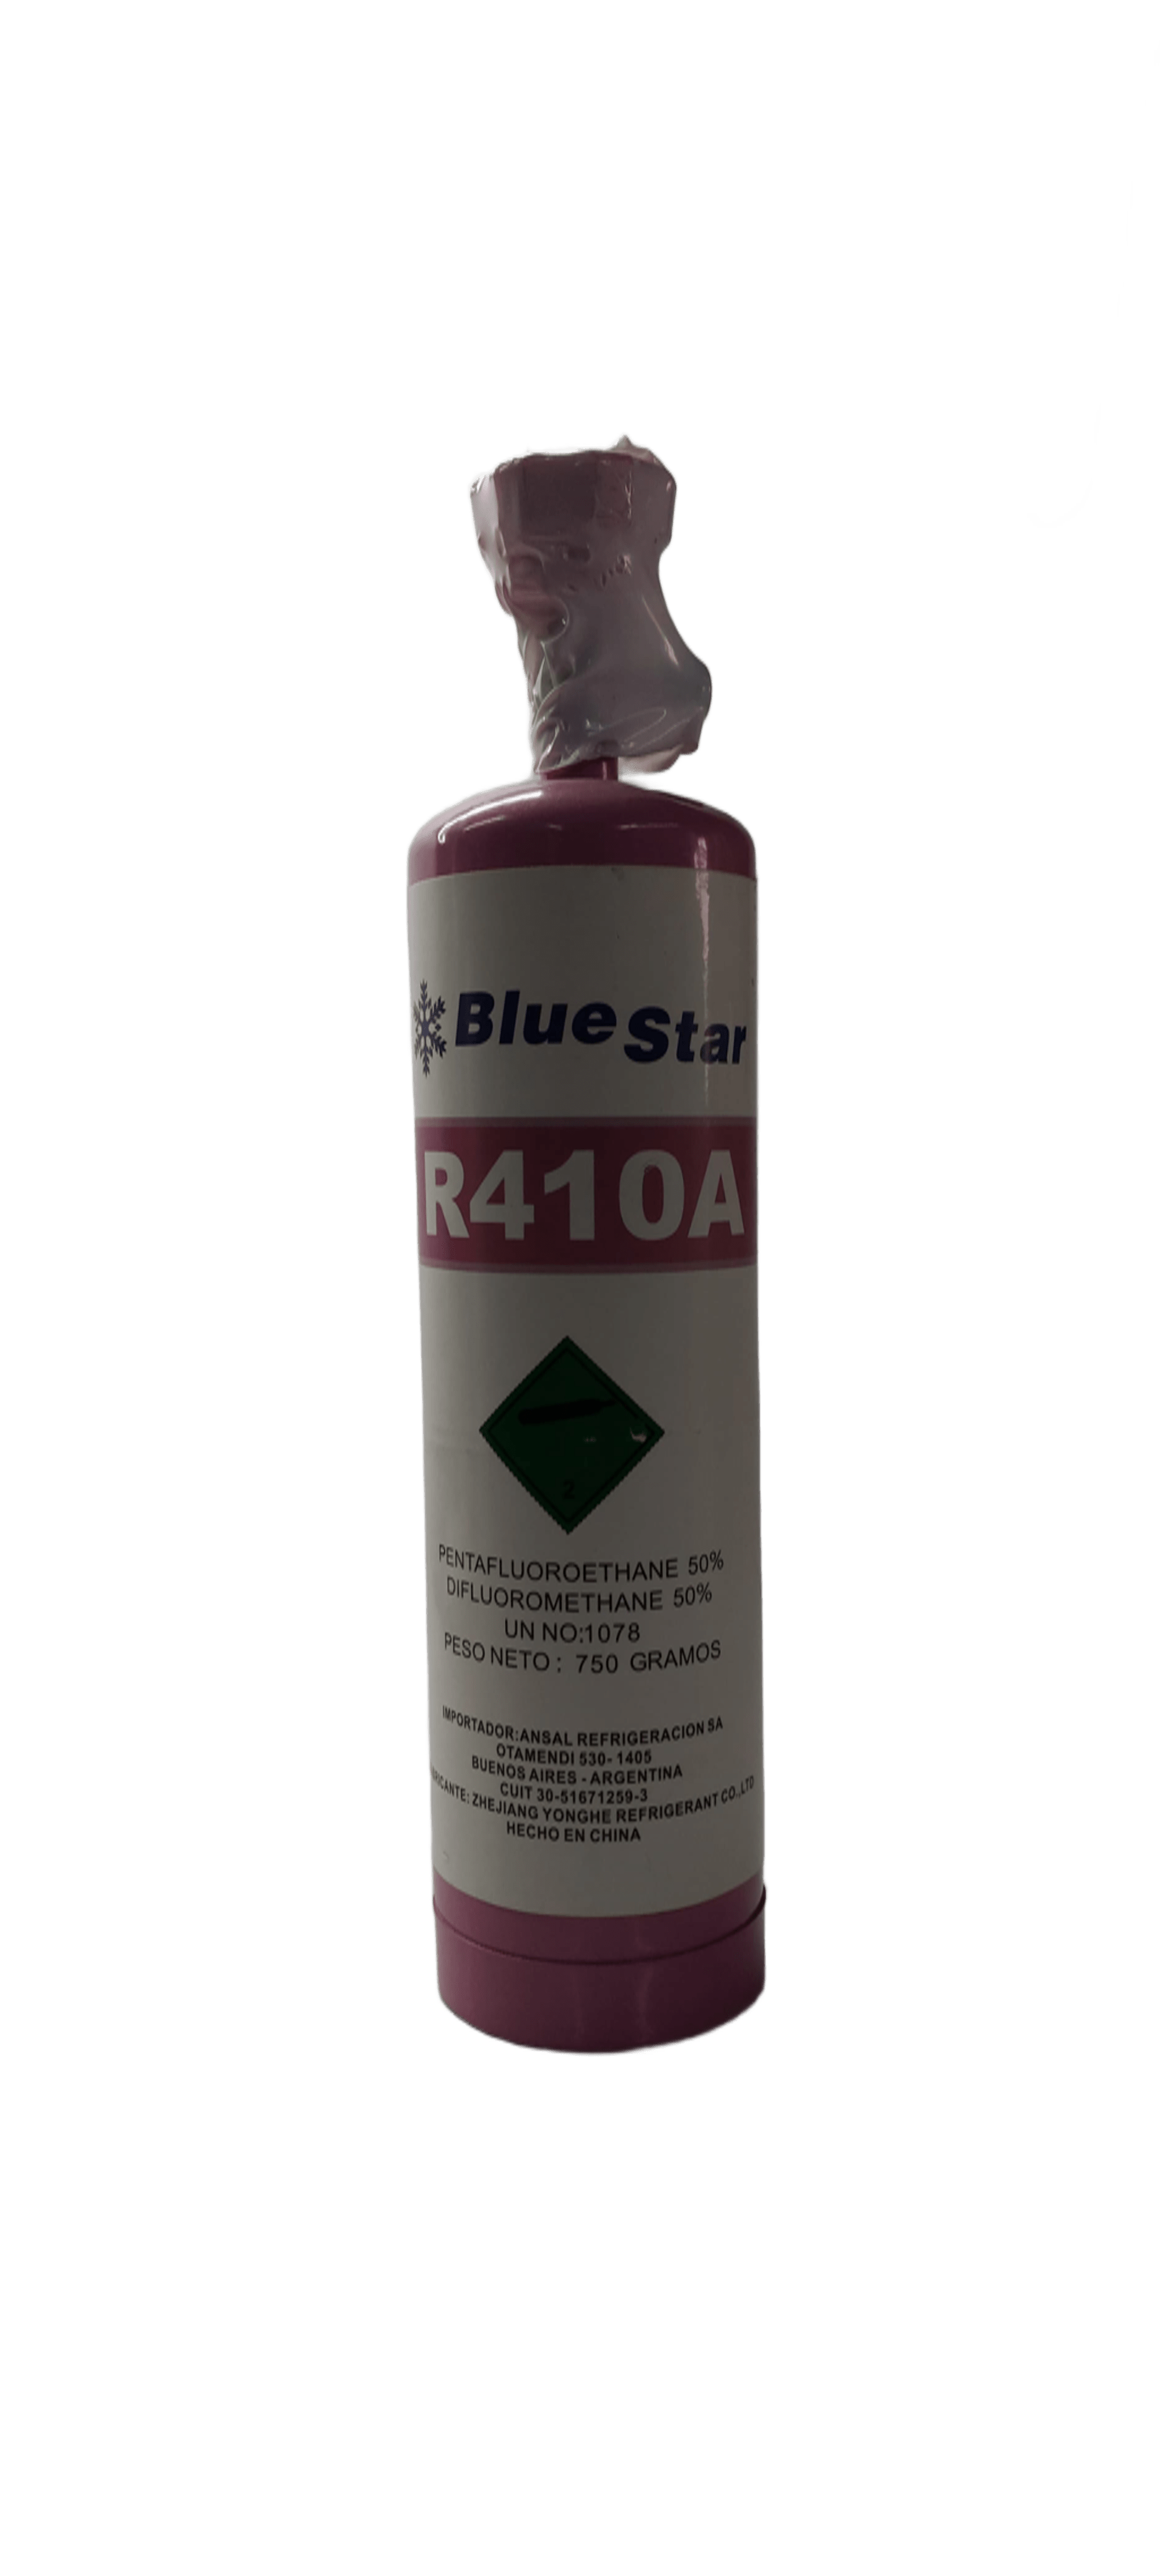 Blue Star
R410A
2
PENTAFLUOROETHANE 50%
DIFLUOROMETHANE 50%
UN NO:1078
PESO NETO : 750 GRAMOS
IMPORTADOR:ANSAL REFRIGERACION SA
OTAMENDI 530- 1405
BUENOS AIRES - ARGENTINA
CUIT 30-51671259-3
RICANTE: ZHEJIANG YONGHE REFRIGERANT CO.,LTD
HECHO EN CHINA